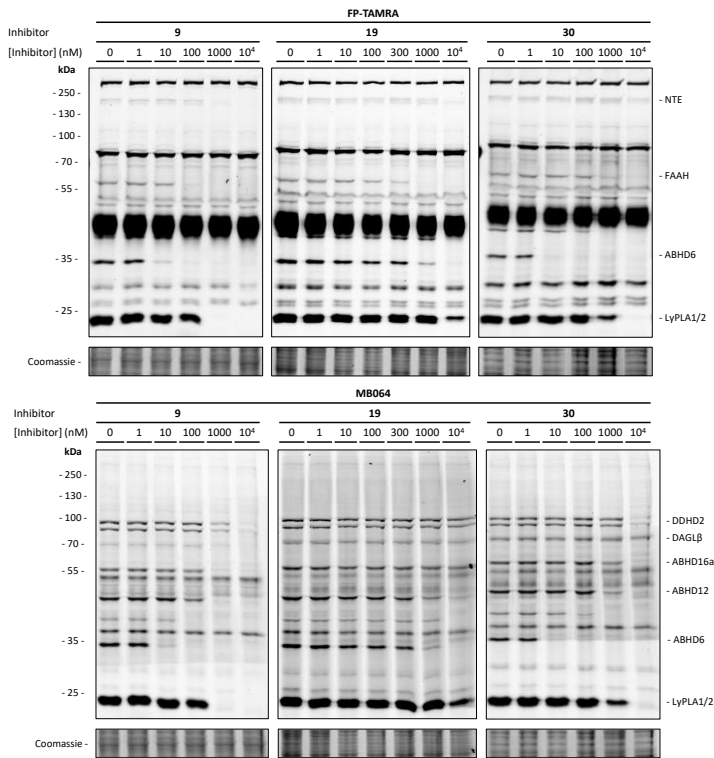 FP-TAMRA
Inhibitor 9 19 30
[Inhibitor] (nM) 0 1 10 100 1000 10⁴ 0 1 10 100 300 1000 10⁴ 0 1 10 100 1000 10⁴
kDa
- 250 -
- NTE
- 130 -
- 100 -
- 70 -
- FAAH
- 55 -
- ABHD6
- 35 -
- 25 -
- LyPLA1/2
Coomassie -
MB064
Inhibitor 9 19 30
[Inhibitor] (nM) 0 1 10 100 1000 10⁴ 0 1 10 100 300 1000 10⁴ 0 1 10 100 1000 10⁴
kDa
- 250 -
- 130 -
- 100 -
- DDHD2
- DAGLβ
- 70 -
- ABHD16a
- 55 -
- ABHD12
- 35 -
- ABHD6
- 25 -
- LyPLA1/2
Coomassie -